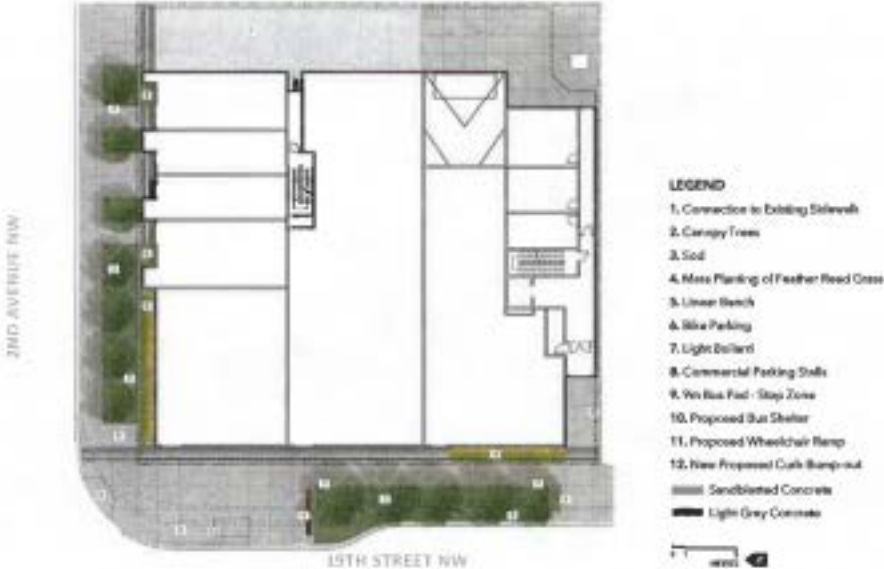 2ND AVENUE NW
19TH STREET NW
LEGEND
1. Connection to Existing Sidewalk
2. Canopy Trees
3. Sod
4. Mass Planting of Feather Reed Grass
5. Linear Bench
6. Bike Parking
7. Light Bollard
8. Commercial Parking Stalls
9. 9m Bus Pad - Stop Zone
10. Proposed Bus Shelter
11. Proposed Wheelchair Ramp
12. New Proposed Curb Bump-out
Sandblasted Concrete
Light Grey Concrete